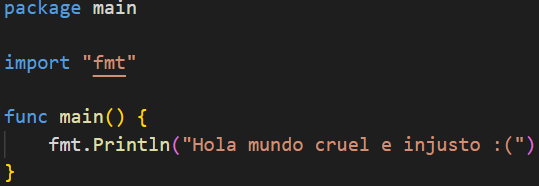 package main
import "fmt"
func main() {
fmt.Println("Hola mundo cruel e injusto :(")
}